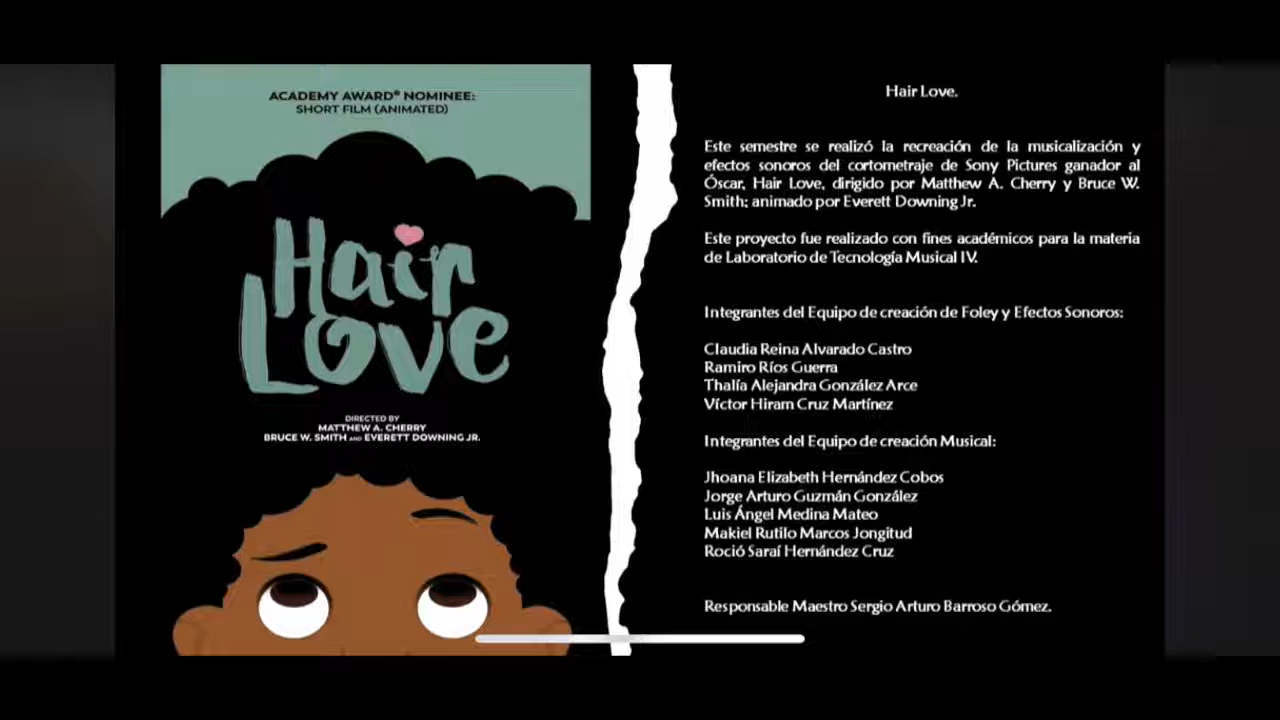 ACADEMY AWARD® NOMINEE:
SHORT FILM (ANIMATED)
Hair
Love
DIRECTED BY
MATTHEW A. CHERRY
BRUCE W. SMITH AND EVERETT DOWNING JR.
Hair Love.
Este semestre se realizó la recreación de la musicalización y
efectos sonoros del cortometraje de Sony Pictures ganador al
Óscar, Hair Love, dirigido por Matthew A. Cherry y Bruce W.
Smith; animado por Everett Downing Jr.
Este proyecto fue realizado con fines académicos para la materia
de Laboratorio de Tecnología Musical IV.
Integrantes del Equipo de creación de Foley y Efectos Sonoros:
Claudia Reina Alvarado Castro
Ramiro Ríos Guerra
Thalía Alejandra González Arce
Víctor Hiram Cruz Martínez
Integrantes del Equipo de creación Musical:
Jhoana Elizabeth Hernández Cobos
Jorge Arturo Guzmán González
Luis Ángel Medina Mateo
Makiel Rutilo Marcos Jongitud
Roció Saraí Hernández Cruz
Responsable Maestro Sergio Arturo Barroso Gómez.